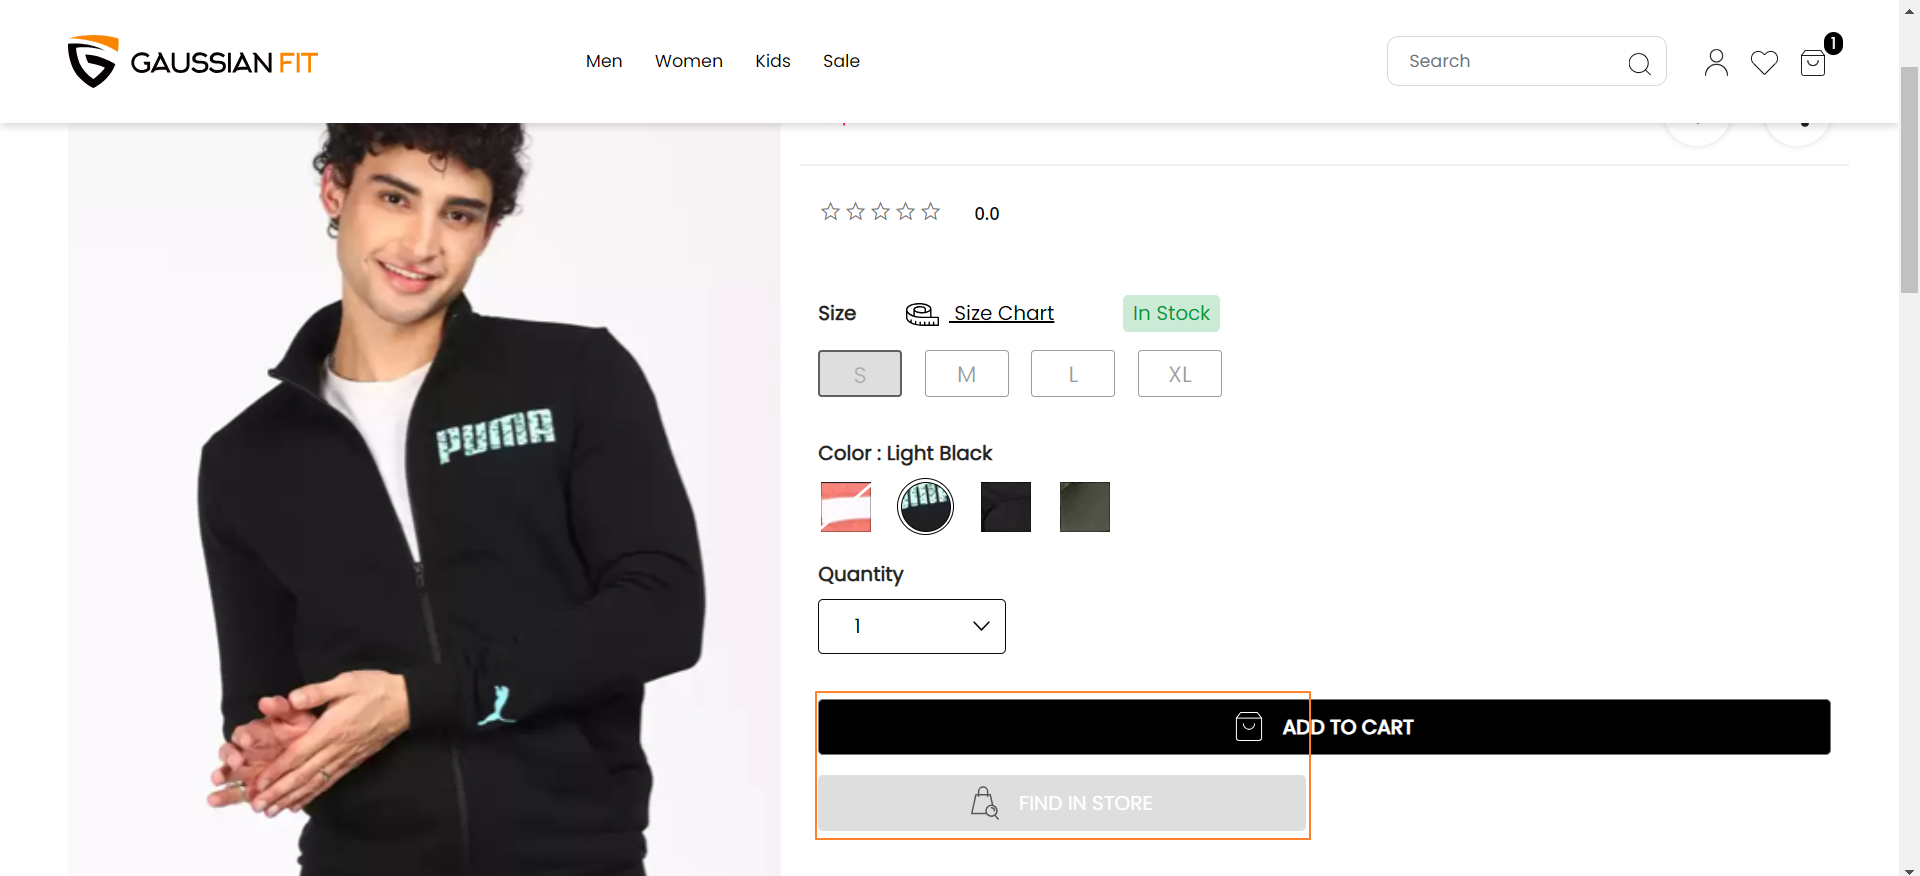 GAUSSIAN FIT
Men Women Kids Sale
Search
1
0.0
Size Size Chart In Stock
S M L XL
PUMA
Color : Light Black
Quantity
1
ADD TO CART
FIND IN STORE